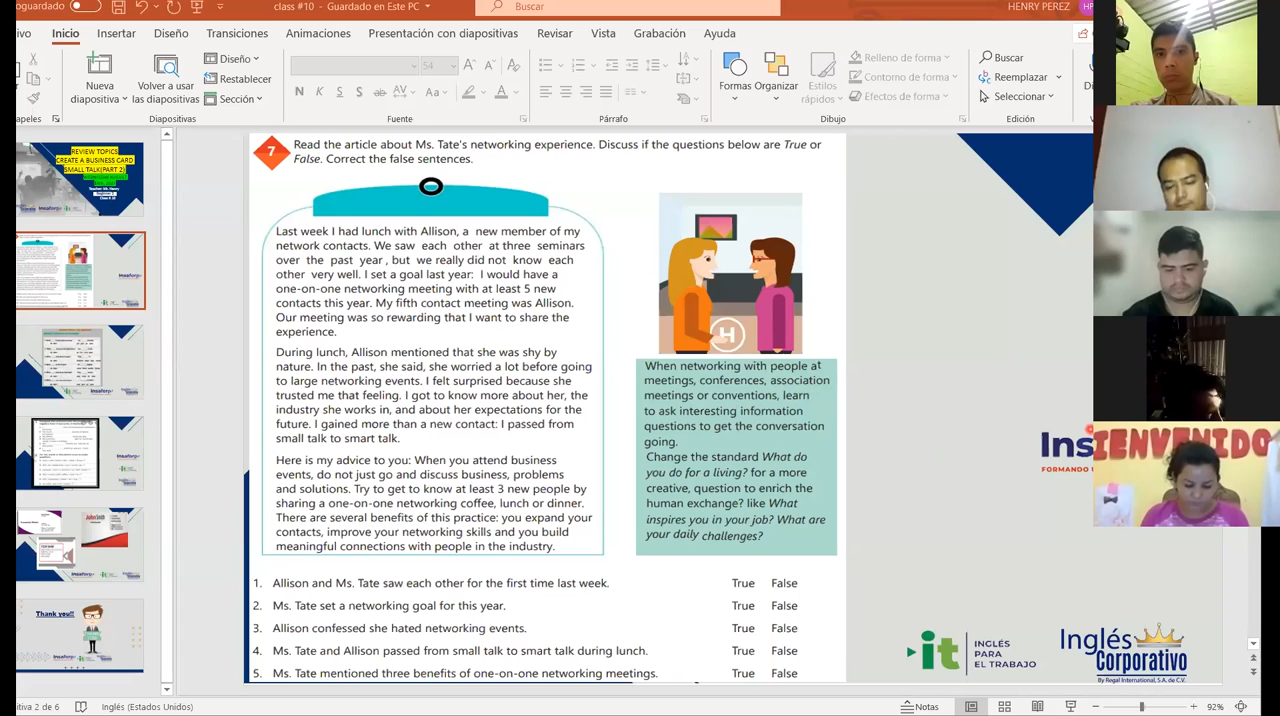 oguardado
class #10 - Guardado en Este PC
Buscar
HENRY PEREZ
HP
ivo Inicio Insertar Diseño Transiciones Animaciones Presentación con diapositivas Revisar Vista Grabación Ayuda
Nueva diapositiva
Volver a usar las diapositivas
Diseño
Restablecer
Sección
Formas
Organizar
Estilos rápidos
Relleno de forma
Contorno de forma
Efectos de forma
Buscar
Reemplazar
Seleccionar
apeles Diapositivas Fuente Párrafo Dibujo Edición
REVIEW TOPICS
CREATE A BUSINESS CARD
SMALL TALK(PART 2)
Thank you!!
7
Read the article about Ms. Tate's networking experience. Discuss if the questions below are True or
False. Correct the false sentences.
Last week I had lunch with Allison, a new member of my
network contacts. We saw each other at three seminars
over the past year, but we really did not know each
other very well. I set a goal last year: I would have a
one-on-one networking meeting with at least 5 new
contacts this year. My fifth contact meeting was Allison.
Our meeting was so rewarding that I want to share the
experience.
During lunch, Allison mentioned that she was shy by
nature in the past, she said, she worried a lot before going
to large networking events. I felt surprised because she
trusted me that feeling. I got to know more about her, the
industry she works in, and about her expectations for the
future. I gained more than a new contact. I passed from
small talk to smart talk.
Here is my advice to you: When you attend business
events, do not just go and discuss business, problems
and solutions. Try to get to know at least 3 new people by
sharing a one-on-one networking coffee, lunch or dinner.
There are several benefits of this practice: you expand your
contacts, improve your networking skills and you build
meaningful connections with people in the industry.
When networking with people at
meetings, conferences, association
meetings or conventions, learn
to ask interesting information
questions to get the conversation
going.
Change the standard What do
you do for a living? for a more
creative, question to enrich the
human exchange? like What
inspires you in your job? What are
your daily challenges?
1. Allison and Ms. Tate saw each other for the first time last week. True False
2. Ms. Tate set a networking goal for this year. True False
3. Allison confessed she hated networking events. True False
4. Ms. Tate and Allison passed from small talk to smart talk during lunch. True False
5. Ms. Tate mentioned three benefits of one-on-one networking meetings. True False
Ins
FORMANDO
IENVENIDO
it INGLÉS
PARA
EL TRABAJO
Inglés
Corporativo
By Regal International, S.A. de C.V.
itiva 2 de 6
Inglés (Estados Unidos)
Notas
92%